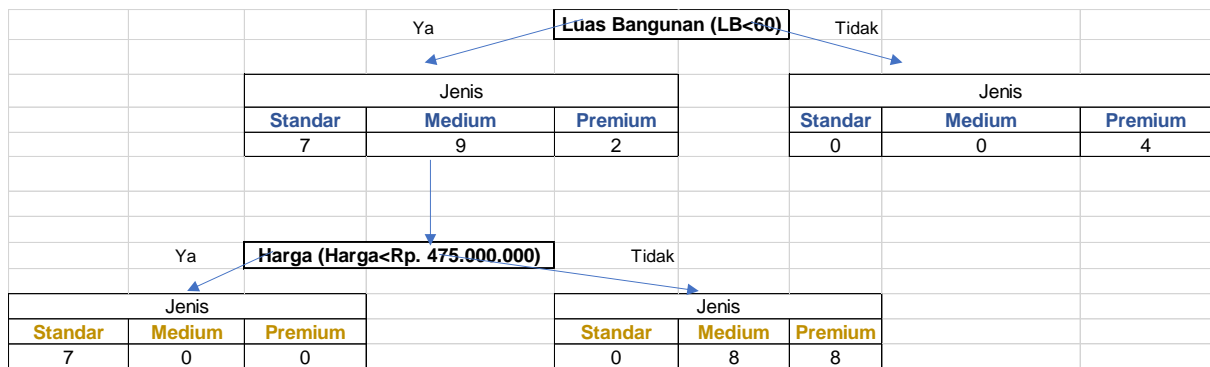 Ya Luas Bangunan (LB<60) Tidak
Jenis Jenis
Standar Medium Premium Standar Medium Premium
7 9 2 0 0 4
Ya Harga (Harga<Rp. 475.000.000) Tidak
Jenis Jenis
Standar Medium Premium Standar Medium Premium
7 0 0 0 8 8